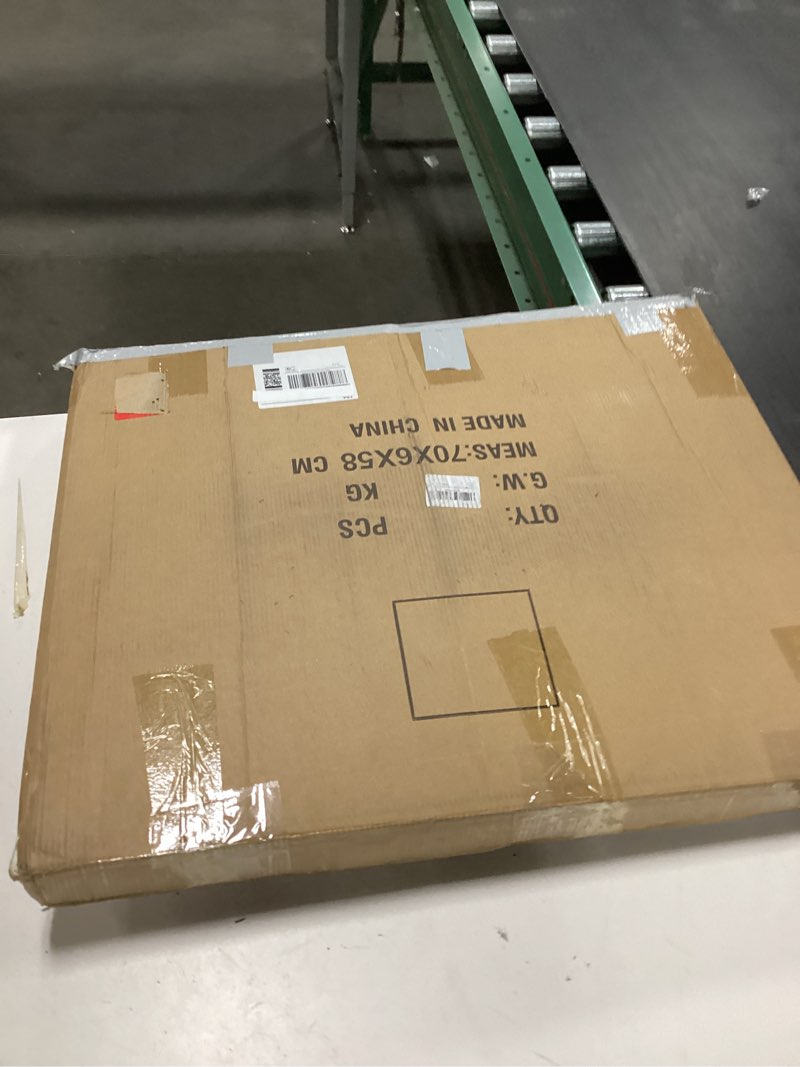 QTY: PCS
G.W: KG
MEAS:70X6X58 CM
MADE IN CHINA